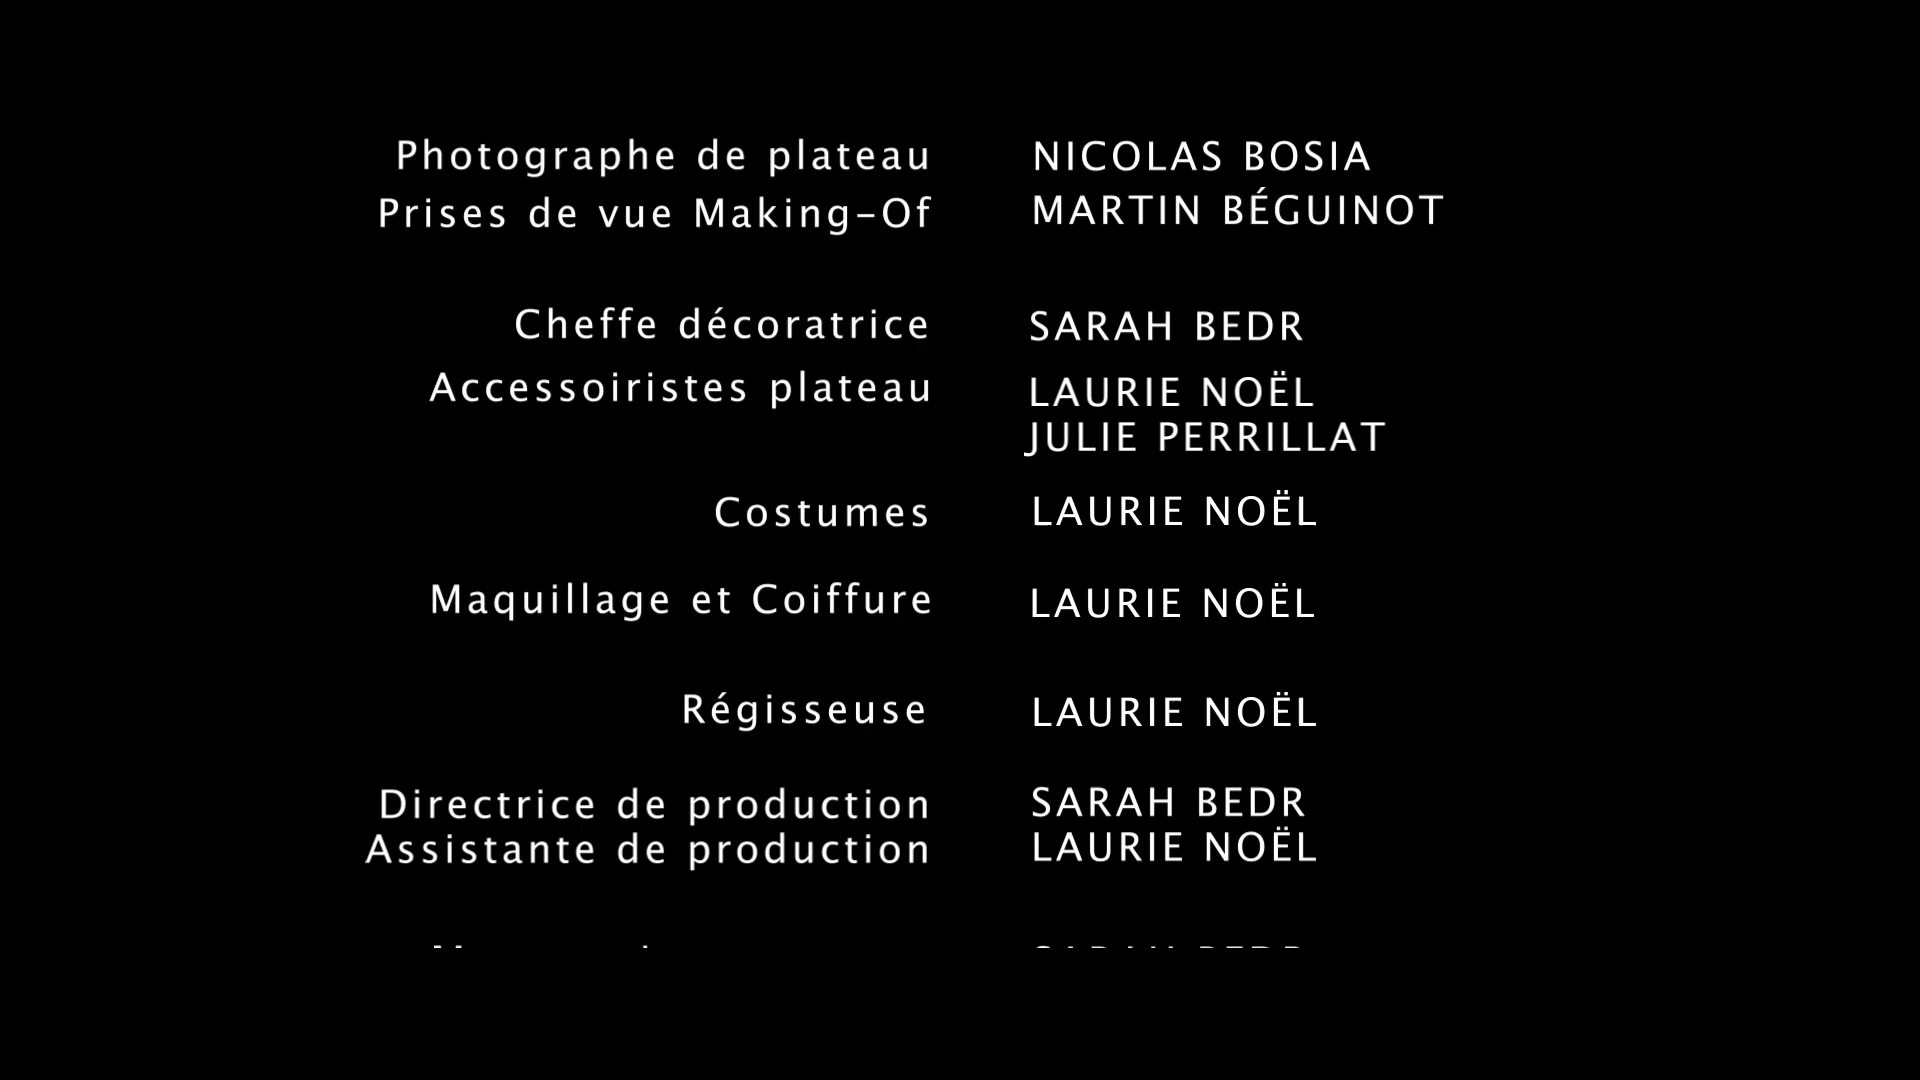 Photographe de plateau NICOLAS BOSIA
Prises de vue Making-Of MARTIN BÉGUINOT
Cheffe décoratrice SARAH BEDR
Accessoiristes plateau LAURIE NOËL
JULIE PERRILLAT
Costumes LAURIE NOËL
Maquillage et Coiffure LAURIE NOËL
Régisseuse LAURIE NOËL
Directrice de production SARAH BEDR
Assistante de production LAURIE NOËL